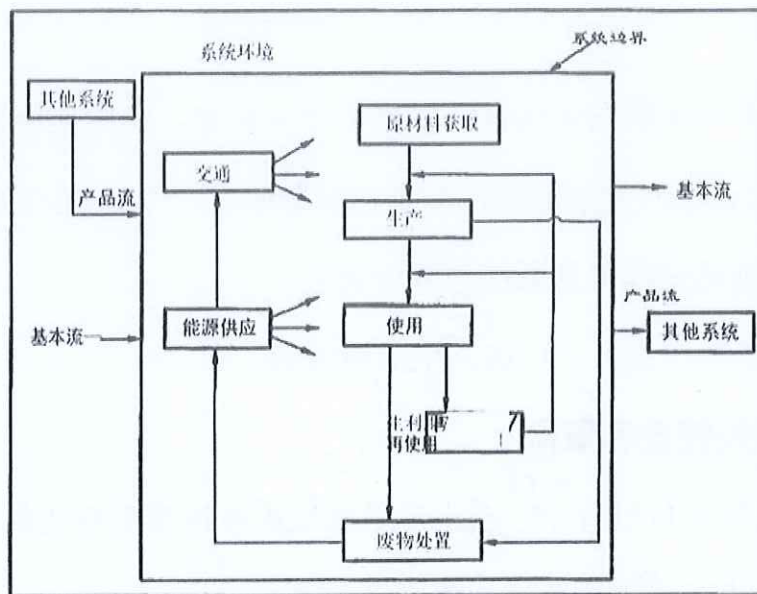 系统环境
系统边界
其他系统
原材料获取
交通
产品流
基本流
生产
产品流
能源供应
使用
基本流
其他系统
再使用
废物处置